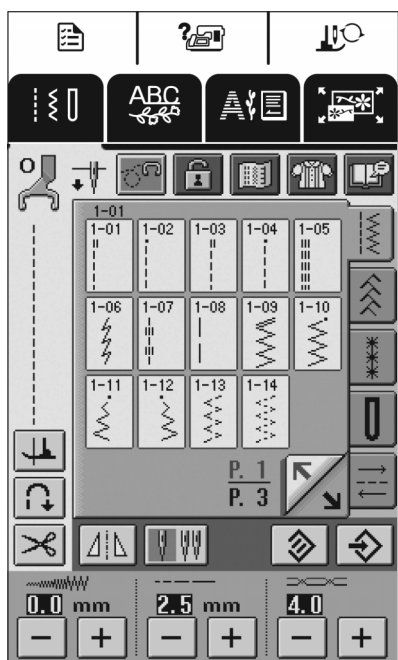 ?
ABC
A
O
1-01
1-01 1-02 1-03 1-04 1-05
1-06 1-07 1-08 1-09 1-10
1-11 1-12 1-13 1-14
P. 1
P. 3
0.0 mm 2.5 mm 4.0
− + − + − +